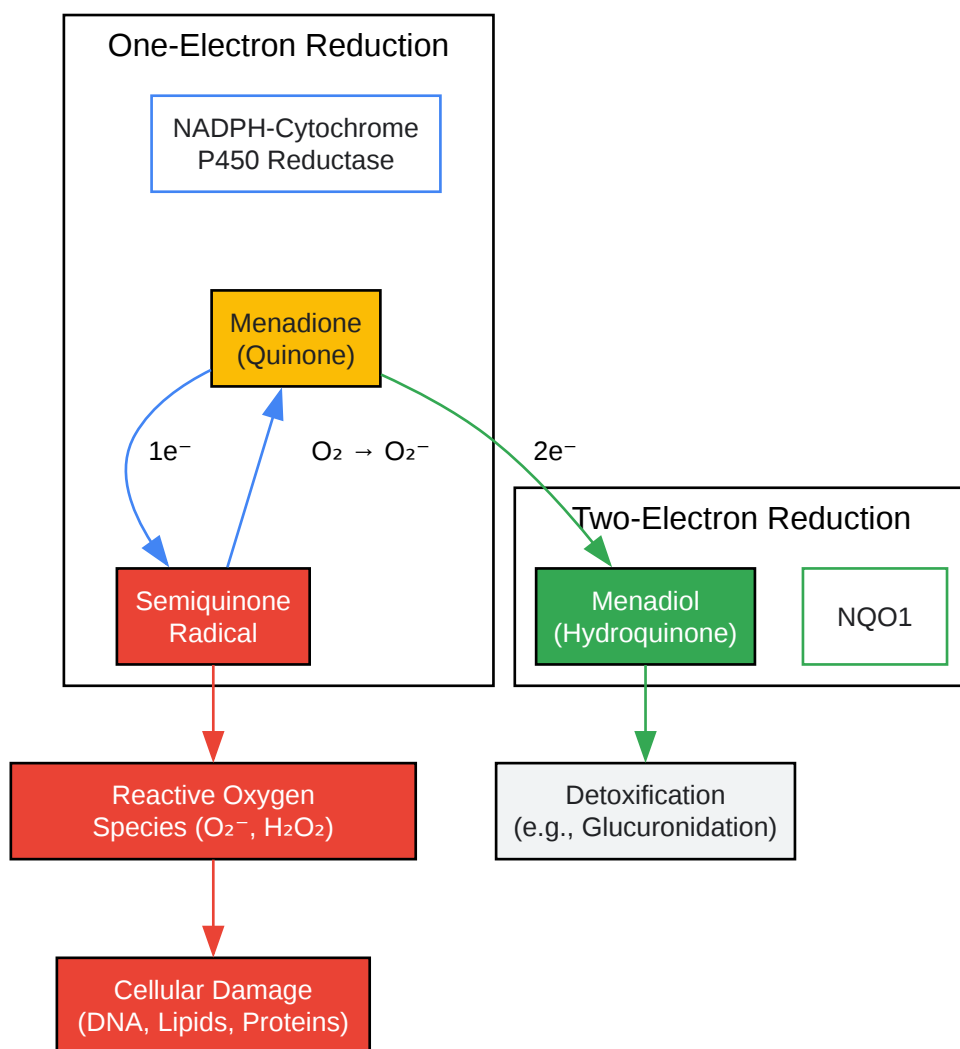 One-Electron Reduction
NADPH-Cytochrome
P450 Reductase
Menadione
(Quinone)
1e⁻
O₂ → O₂⁻
2e⁻
Two-Electron Reduction
Semiquinone
Radical
Menadiol
(Hydroquinone)
NQO1
Reactive Oxygen
Species (O₂⁻, H₂O₂)
Detoxification
(e.g., Glucuronidation)
Cellular Damage
(DNA, Lipids, Proteins)